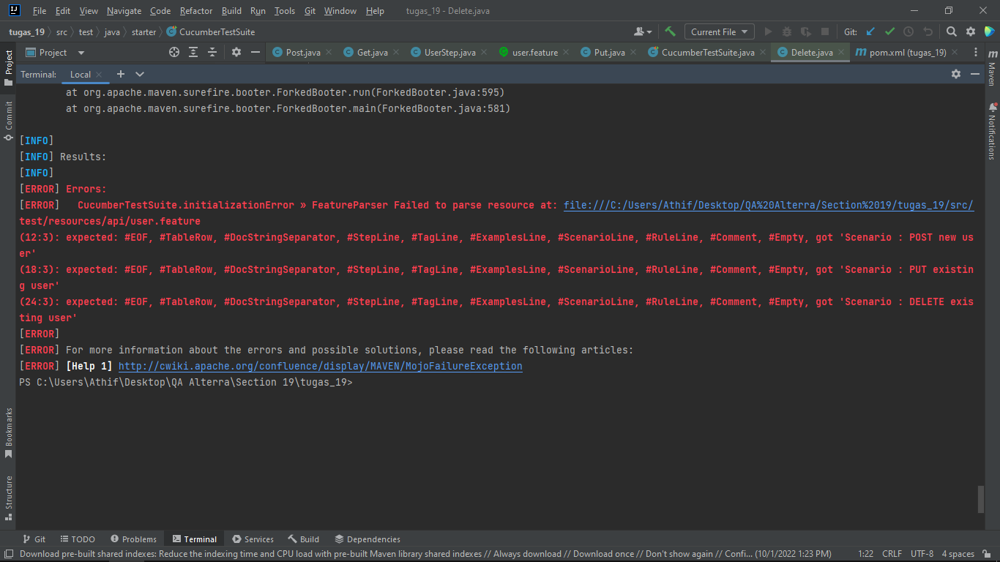 IJ File Edit View Navigate Code Refactor Build Run Tools Git Window Help tugas_19 - Delete.java
tugas_19 src test java starter CucumberTestSuite Current File Git:
Project Post.java Get.java UserStep.java user.feature Put.java CucumberTestSuite.java Delete.java pom.xml (tugas_19)
Terminal: Local
at org.apache.maven.surefire.booter.ForkedBooter.run(ForkedBooter.java:595)
at org.apache.maven.surefire.booter.ForkedBooter.main(ForkedBooter.java:581)
[INFO]
[INFO] Results:
[INFO]
[ERROR] Errors:
[ERROR]   CucumberTestSuite.initializationError » FeatureParser Failed to parse resource at: file:///C:/Users/Athif/Desktop/QA%20Alterra/Section%2019/tugas_19/src/
test/resources/api/user.feature
(12:3): expected: #EOF, #TableRow, #DocStringSeparator, #StepLine, #TagLine, #ExamplesLine, #ScenarioLine, #RuleLine, #Comment, #Empty, got 'Scenario : POST new us
er'
(18:3): expected: #EOF, #TableRow, #DocStringSeparator, #StepLine, #TagLine, #ExamplesLine, #ScenarioLine, #RuleLine, #Comment, #Empty, got 'Scenario : PUT existin
g user'
(24:3): expected: #EOF, #TableRow, #DocStringSeparator, #StepLine, #TagLine, #ExamplesLine, #ScenarioLine, #RuleLine, #Comment, #Empty, got 'Scenario : DELETE exis
ting user'
[ERROR]
[ERROR] For more information about the errors and possible solutions, please read the following articles:
[ERROR] [Help 1] http://cwiki.apache.org/confluence/display/MAVEN/MojoFailureException
PS C:\Users\Athif\Desktop\QA Alterra\Section 19\tugas_19>
Project
Commit
Bookmarks
Structure
Maven
Notifications
Git TODO Problems Terminal Services Build Dependencies
Download pre-built shared indexes: Reduce the indexing time and CPU load with pre-built Maven library shared indexes // Always download // Download once // Don't show again // Confi... (10/1/2022 1:23 PM) 1:22 CRLF UTF-8 4 spaces